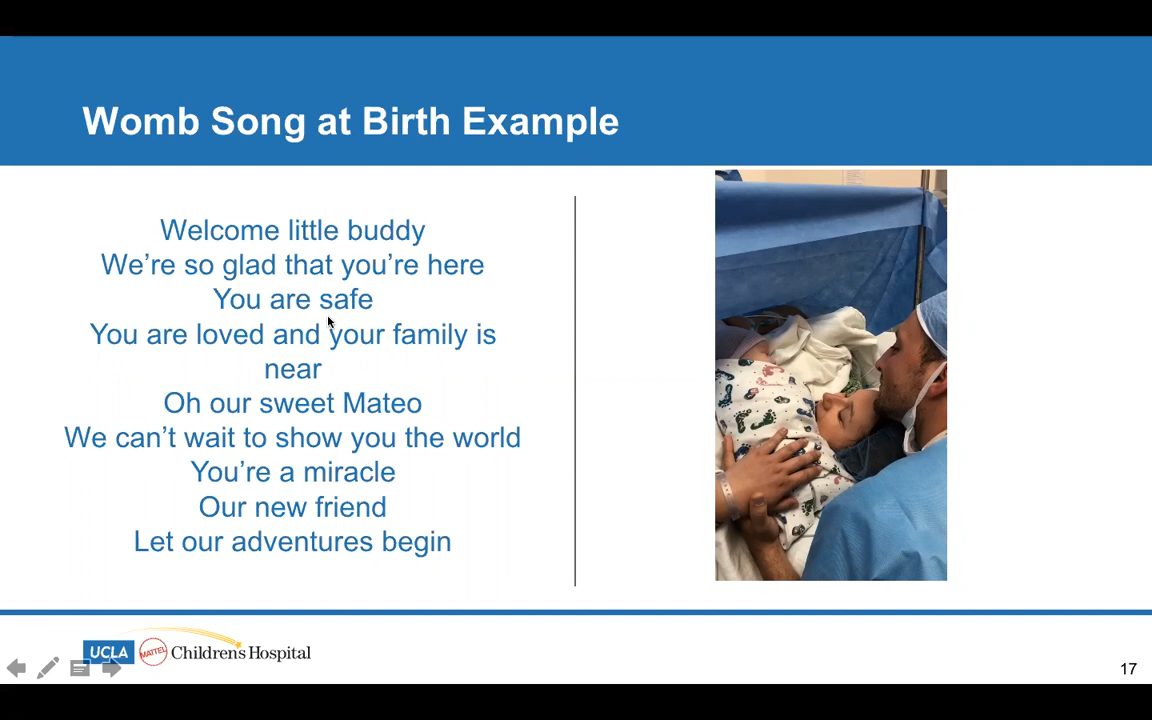 Womb Song at Birth Example
Welcome little buddy
We’re so glad that you’re here
You are safe
You are loved and your family is
near
Oh our sweet Mateo
We can’t wait to show you the world
You’re a miracle
Our new friend
Let our adventures begin
UCLA MATTEL Children's Hospital
17